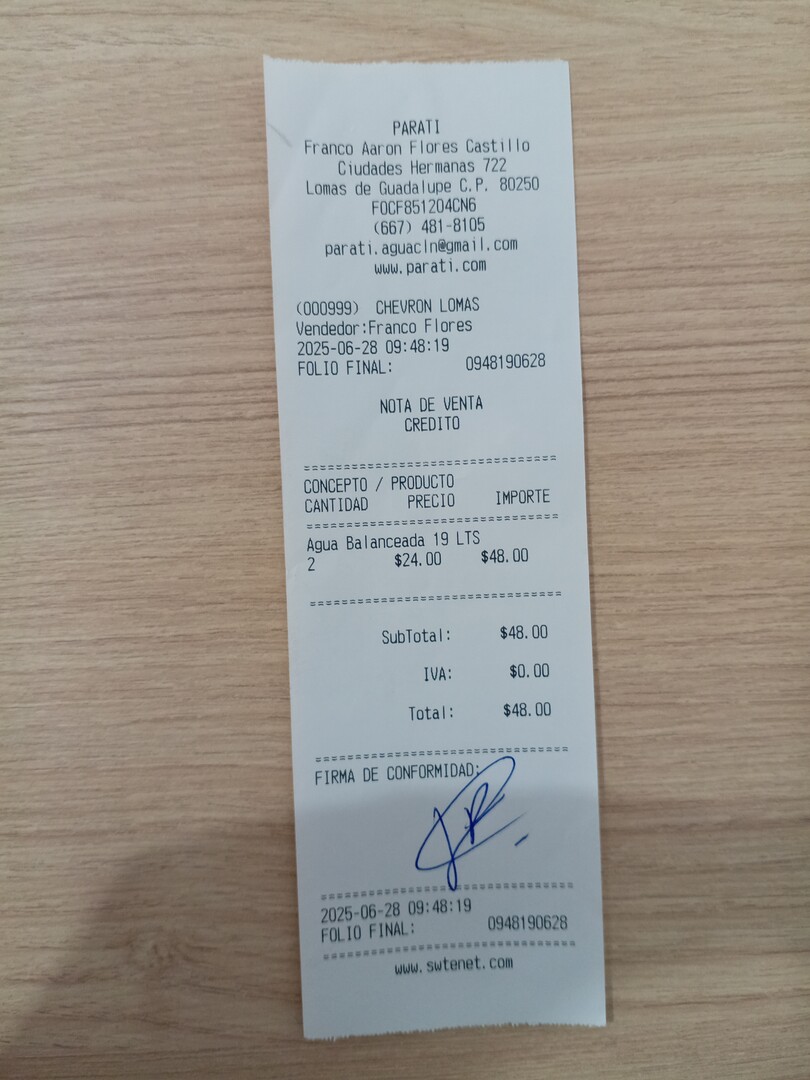 PARATI
Franco Aaron Flores Castillo
Ciudades Hermanas 722
Lomas de Guadalupe C.P. 80250
FOCF851204CN6
(667) 481-8105
parati.aguacln@gmail.com
www.parati.com
(000999) CHEVRON LOMAS
Vendedor:Franco Flores
2025-06-28 09:48:19
FOLIO FINAL: 0948190628
NOTA DE VENTA
CREDITO
===============================
CONCEPTO / PRODUCTO
CANTIDAD PRECIO IMPORTE
===============================
Agua Balanceada 19 LTS
2 $24.00 $48.00
===============================
SubTotal: $48.00
IVA: $0.00
Total: $48.00
===============================
FIRMA DE CONFORMIDAD:
===============================
2025-06-28 09:48:19
FOLIO FINAL: 0948190628
===============================
www.swtenet.com